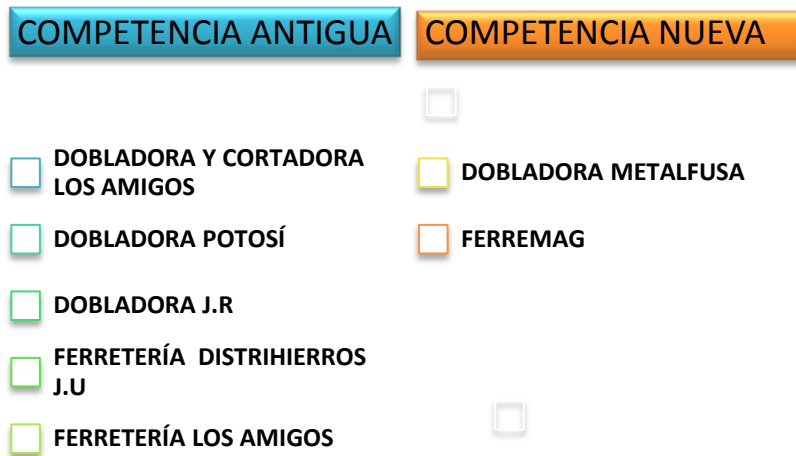 COMPETENCIA ANTIGUA
DOBLADORA Y CORTADORA
LOS AMIGOS
DOBLADORA POTOSÍ
DOBLADORA J.R
FERRETERÍA DISTRIHIERROS
J.U
FERRETERÍA LOS AMIGOS
COMPETENCIA NUEVA
DOBLADORA METALFUSA
FERREMAG